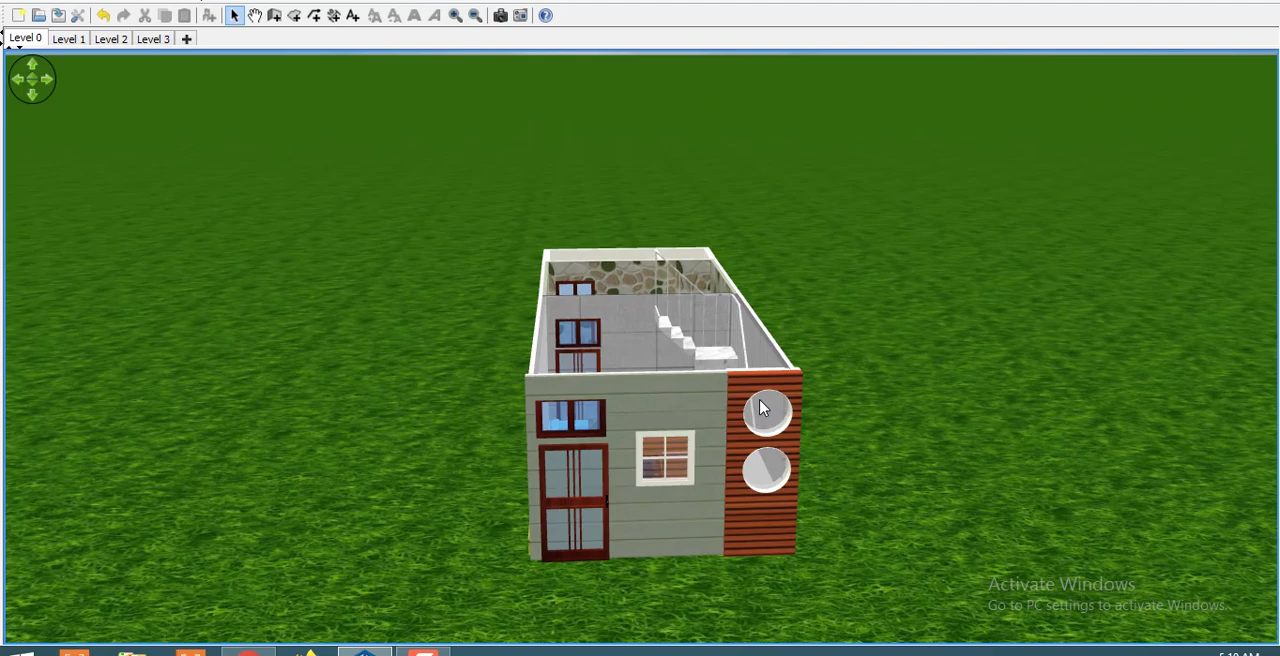 Level 0 Level 1 Level 2 Level 3
Activate Windows
Go to PC settings to activate Windows.